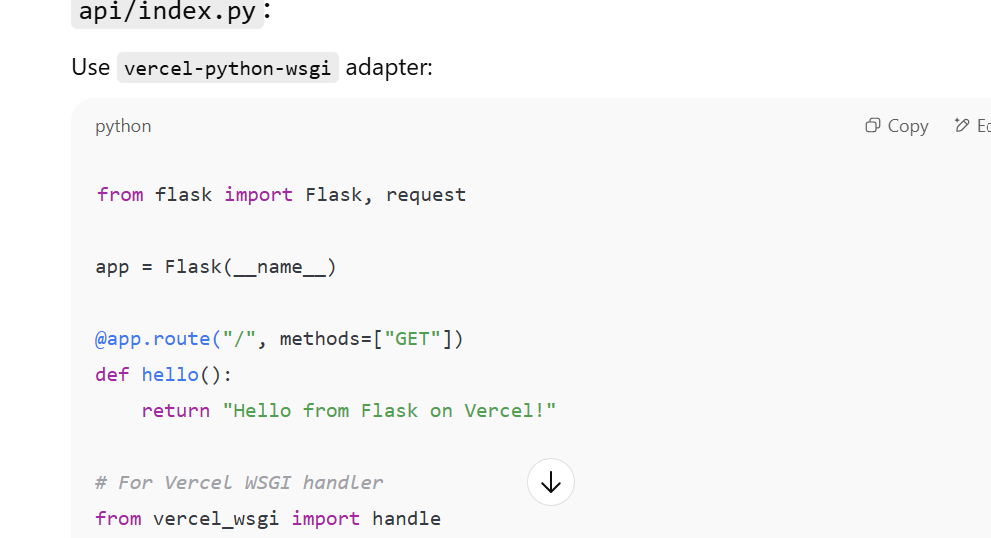 api/index.py:
Use vercel-python-wsgi adapter:
python Copy Ed
from flask import Flask, request
app = Flask(__name__)
@app.route("/", methods=["GET"])
def hello():
    return "Hello from Flask on Vercel!"
# For Vercel WSGI handler
from vercel_wsgi import handle